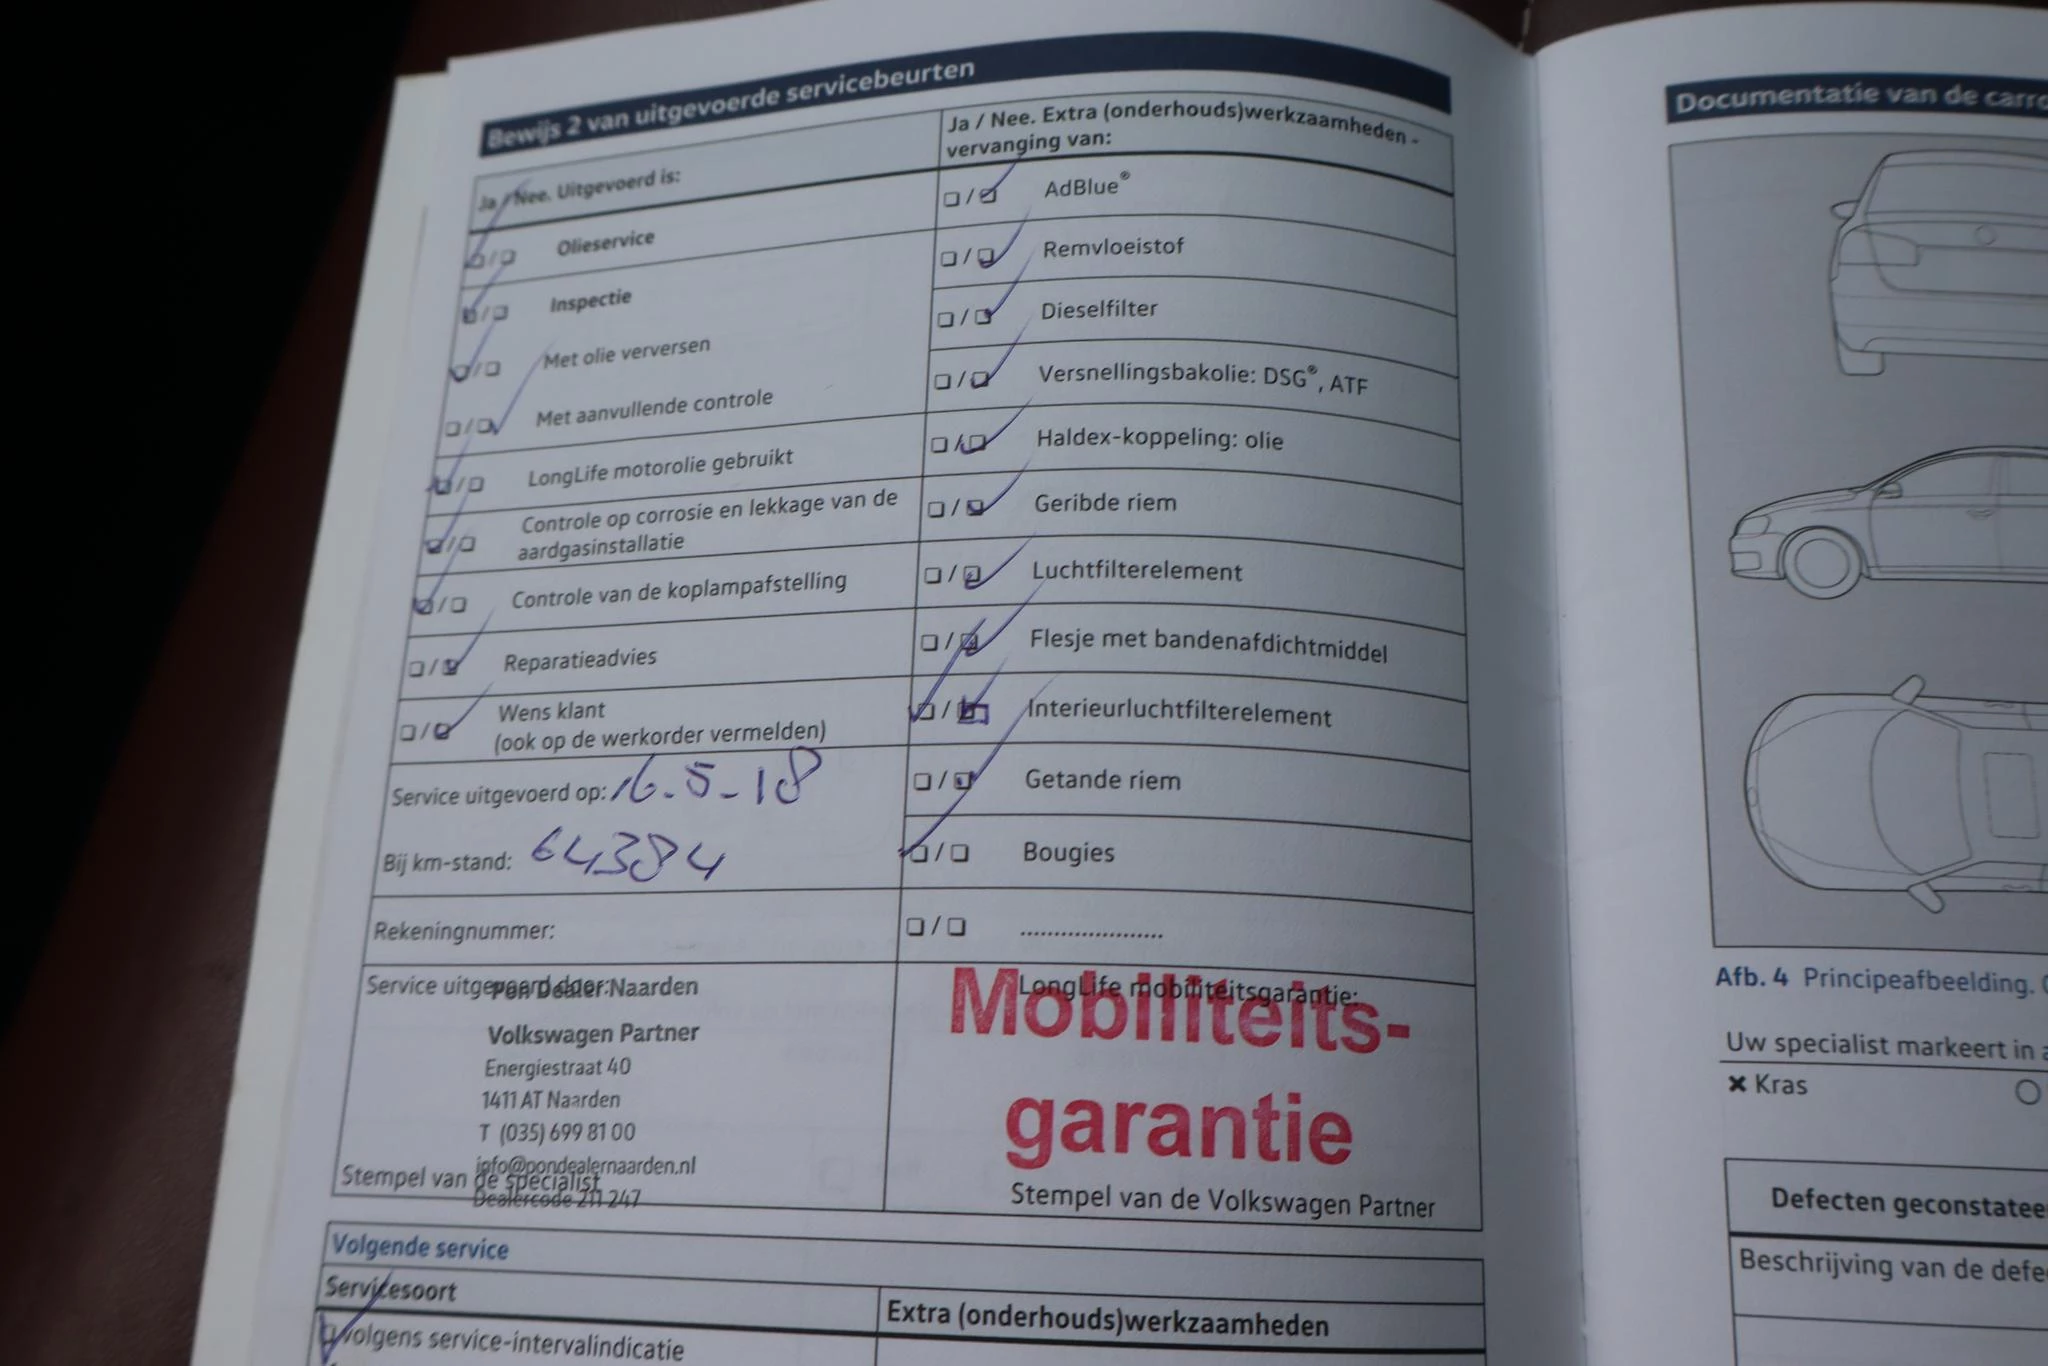 Bewijs 2 van uitgevoerde servicebeurten
Ja / Nee. Uitgevoerd is:
Olieservice
Inspectie
Met olie verversen
Met aanvullende controle
LongLife motorolie gebruikt
Controle op corrosie en lekkage van de
aardgasinstallatie
Controle van de koplampafstelling
Reparatieadvies
Wens klant
(ook op de werkorder vermelden)
Service uitgevoerd op: 16-5-18
Bij km-stand: 64384
Rekeningnummer:
Service uitgevoerd door:
Pon Dealer Naarden
Volkswagen Partner
Energiestraat 40
1411 AT Naarden
T (035) 699 81 00
info@pondealernaarden.nl
Stempel van de specialist
Dealercode 211 247
Ja / Nee. Extra (onderhouds)werkzaamheden -
vervanging van:
AdBlue®
Remvloeistof
Dieselfilter
Versnellingsbakolie: DSG®, ATF
Haldex-koppeling: olie
Geribde riem
Luchtfilterelement
Flesje met bandenafdichtmiddel
Interieurluchtfilterelement
Getande riem
Bougies
.....................
LongLife mobiliteitsgarantie:
Mobiliteits-
garantie
Stempel van de Volkswagen Partner
Volgende service
Servicesoort
Extra (onderhouds)werkzaamheden
volgens service-intervalindicatie
Documentatie van de carro
Afb. 4 Principeafbeelding.
Uw specialist markeert in
Kras
Defecten geconstatee
Beschrijving van de defe